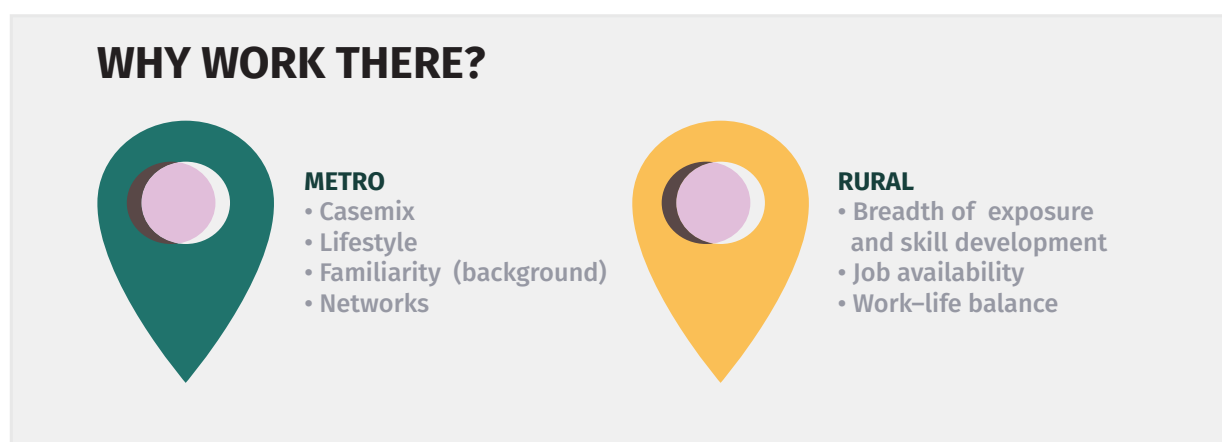 WHY WORK THERE?
METRO
• Casemix
• Lifestyle
• Familiarity (background)
• Networks
RURAL
• Breadth of exposure
and skill development
• Job availability
• Work–life balance